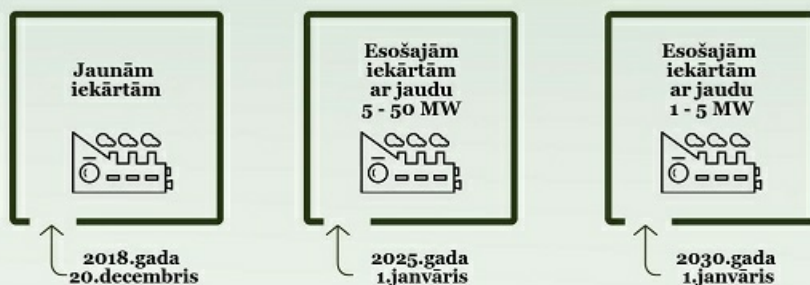 Jaunām
iekārtām
Esošajām
iekārtām
ar jaudu
5 - 50 MW
Esošajām
iekārtām
ar jaudu
1 - 5 MW
2018.gada
20.decembris
2025.gada
1.janvāris
2030.gada
1.janvāris